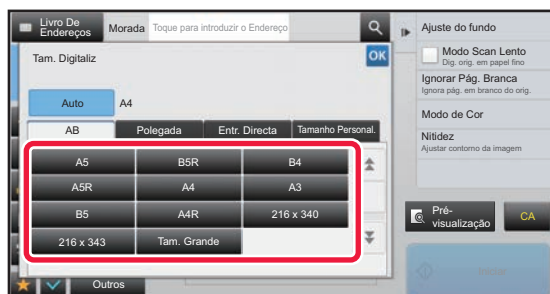 Livro De
Endereços
Morada
Toque para introduzir o Endereço
Tam. Digitaliz
OK
Auto
A4
AB
Polegada
Entr. Directa
Tamanho Personal.
A5
B5R
B4
A5R
A4
A3
B5
A4R
216 x 340
216 x 343
Tam. Grande
Outros
Ajuste do fundo
Modo Scan Lento
Dig. orig. em papel fino
Ignorar Pág. Branca
Ignora pág. em branco do orig.
Modo de Cor
Nitidez
Ajustar contorno da imagem
Pré-
visualização
CA